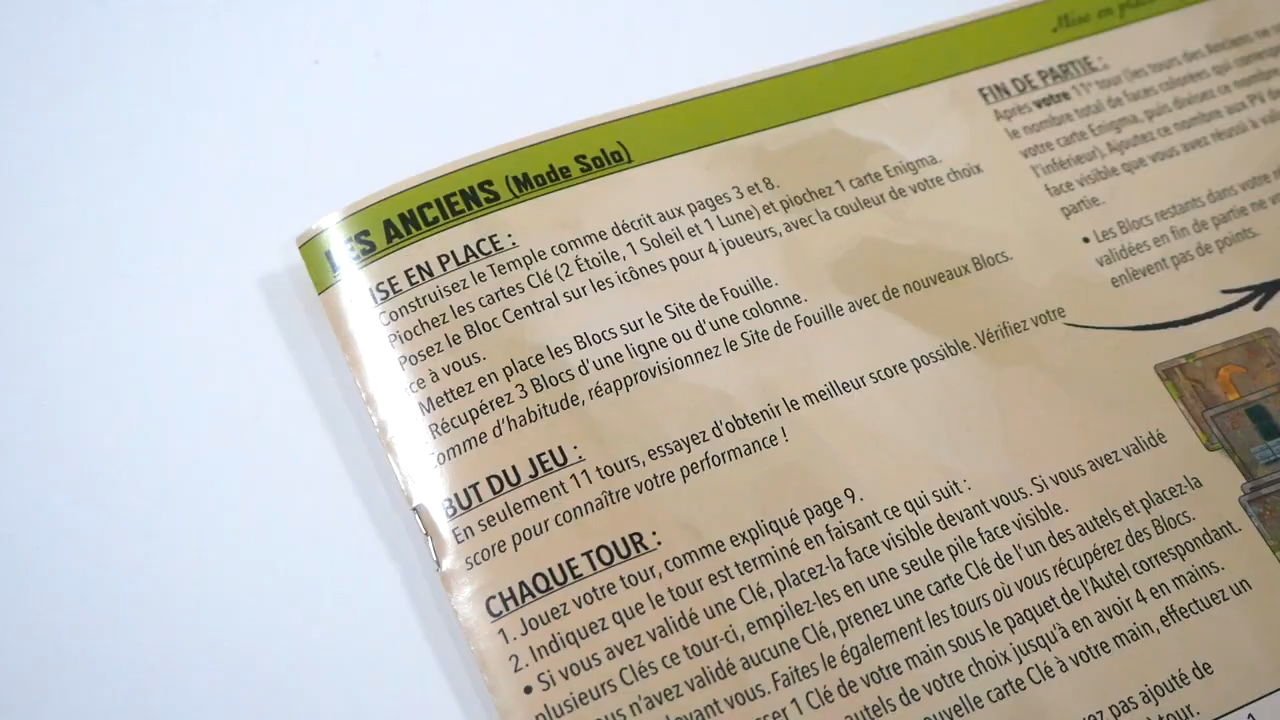 Mise en place
LES ANCIENS (Mode Solo)
ISE EN PLACE :
Construisez le Temple comme décrit aux pages 3 et 8.
Piochez les cartes Clé (2 Étoile, 1 Soleil et 1 Lune) et piochez 1 carte Enigma.
Posez le Bloc Central sur les icônes pour 4 joueurs, avec la couleur de votre choix
ce à vous.
Mettez en place les Blocs sur le Site de Fouille.
Récupérez 3 Blocs d'une ligne ou d'une colonne.
omme d'habitude, réapprovisionnez le Site de Fouille avec de nouveaux Blocs.
BUT DU JEU :
En seulement 11 tours, essayez d'obtenir le meilleur score possible. Vérifiez votre
score pour connaître votre performance !
CHAQUE TOUR :
1. Jouez votre tour, comme expliqué page 9.
2. Indiquez que le tour est terminé en faisant ce qui suit :
• Si vous avez validé une Clé, placez-la face visible devant vous. Si vous avez validé
plusieurs Clés ce tour-ci, empilez-les en une seule pile face visible.
us n'avez validé aucune Clé, prenez une carte Clé de l'un des autels et placez-la
evant vous. Faites le également les tours où vous récupérez des Blocs.
ser 1 Clé de votre main sous le paquet de l'Autel correspondant.
autels de votre choix jusqu'à en avoir 4 en mains.
ouvelle carte Clé à votre main, effectuez un
ez pas ajouté de
tour.
FIN DE PARTIE :
Après votre 11e tour (les tours des Anciens ne
le nombre total de faces colorées qui
votre carte Enigma, puis divisez ce nombre
l'inférieur). Ajoutez ce nombre aux PV
face visible que vous avez réussi à
partie.
• Les Blocs restants dans votre
validées en fin de partie ne
enlèvent pas de points.